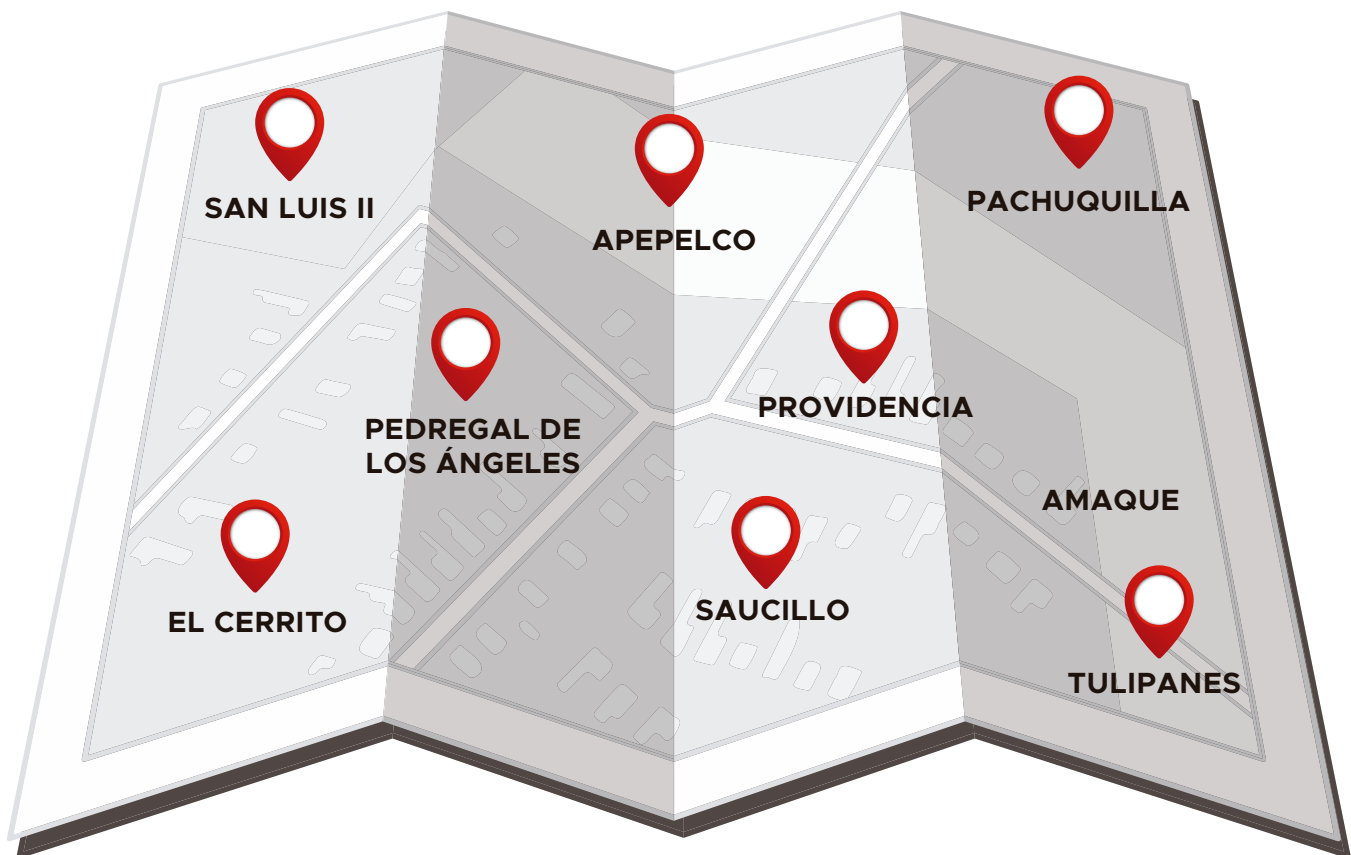 SAN LUIS II
APEPELCO
PACHUQUILLA
PEDREGAL DE
LOS ÁNGELES
PROVIDENCIA
AMAQUE
EL CERRITO
SAUCILLO
TULIPANES